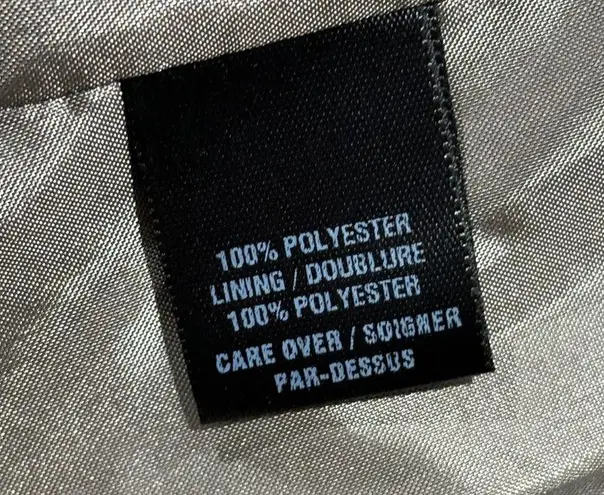 100% POLYESTER
LINING / DOUBLURE
100% POLYESTER
CARE OVER / SOIGNER
PAR-DESSUS